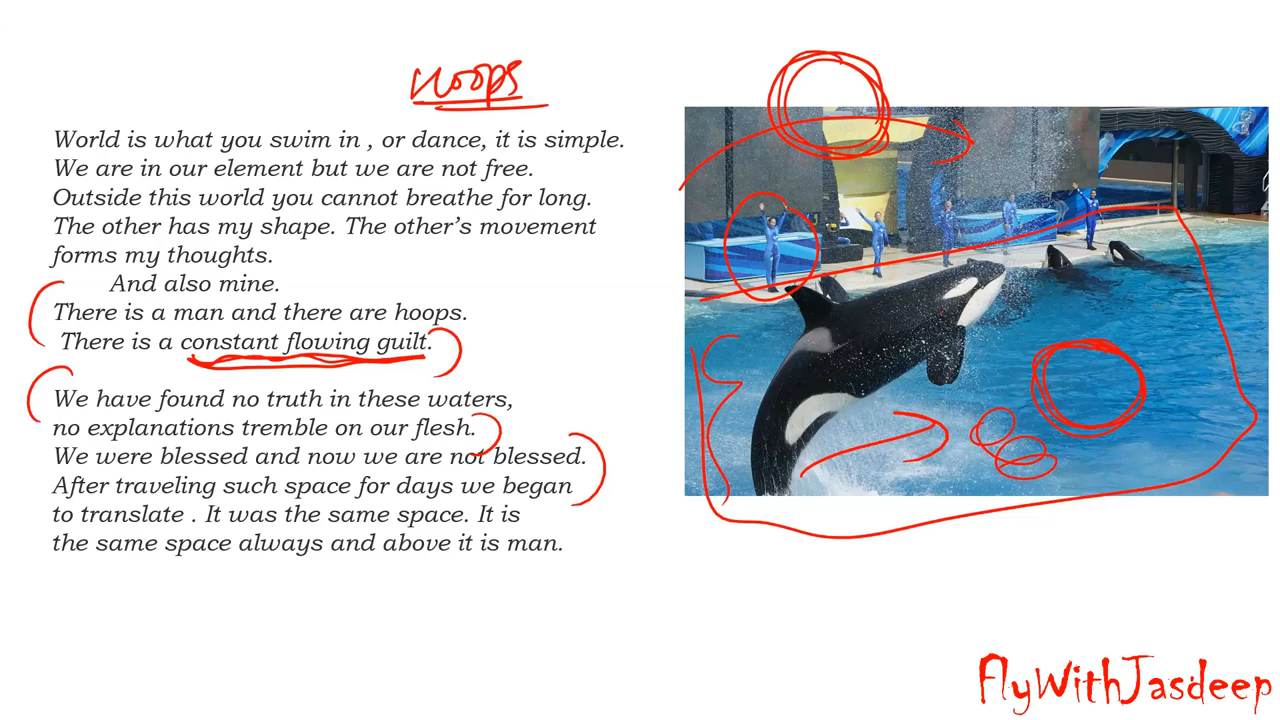 Hoops
World is what you swim in , or dance, it is simple.
We are in our element but we are not free.
Outside this world you cannot breathe for long.
The other has my shape. The other’s movement
forms my thoughts.
And also mine.
There is a man and there are hoops.
There is a constant flowing guilt.
We have found no truth in these waters,
no explanations tremble on our flesh.
We were blessed and now we are not blessed.
After traveling such space for days we began
to translate . It was the same space. It is
the same space always and above it is man.
FlyWithJasdeep